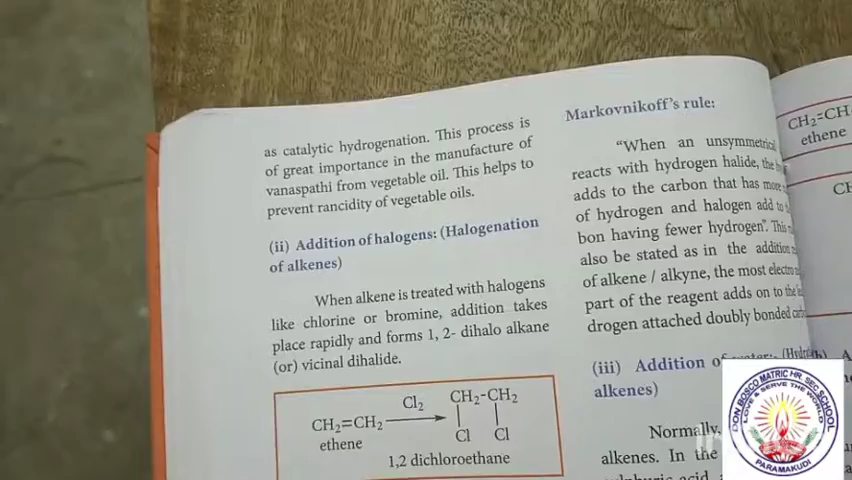 as catalytic hydrogenation. This process is
of great importance in the manufacture of
vanaspathi from vegetable oil. This helps to
prevent rancidity of vegetable oils.
(ii) Addition of halogens: (Halogenation
of alkenes)
When alkene is treated with halogens
like chlorine or bromine, addition takes
place rapidly and forms 1, 2- dihalo alkane
(or) vicinal dihalide.
CH₂=CH₂
ethene
Cl₂
CH₂-CH₂
Cl Cl
1,2 dichloroethane
Markovnikoff's rule:
"When an unsymmetrical
reacts with hydrogen halide, the
adds to the carbon that has more
of hydrogen and halogen add to
bon having fewer hydrogen". This
also be stated as in the addition
of alkene / alkyne, the most electro
part of the reagent adds on to the
drogen attached doubly bonded
(iii) Addition of water:
alkenes)
Normally,
alkenes. In the
CH₂=CH
ethene
DON BOSCO MATRIC HR. SEC SCHOOL
LOVE & SERVE THE WORLD
PARAMAKUDI